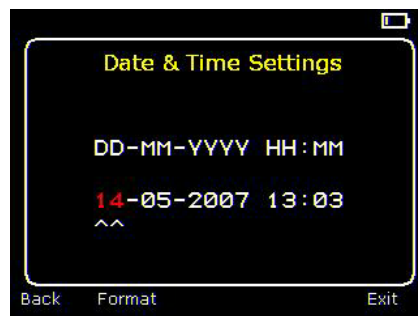 Date & Time Settings
DD-MM-YYYY HH:MM
14-05-2007 13:03
^^
Back Format Exit